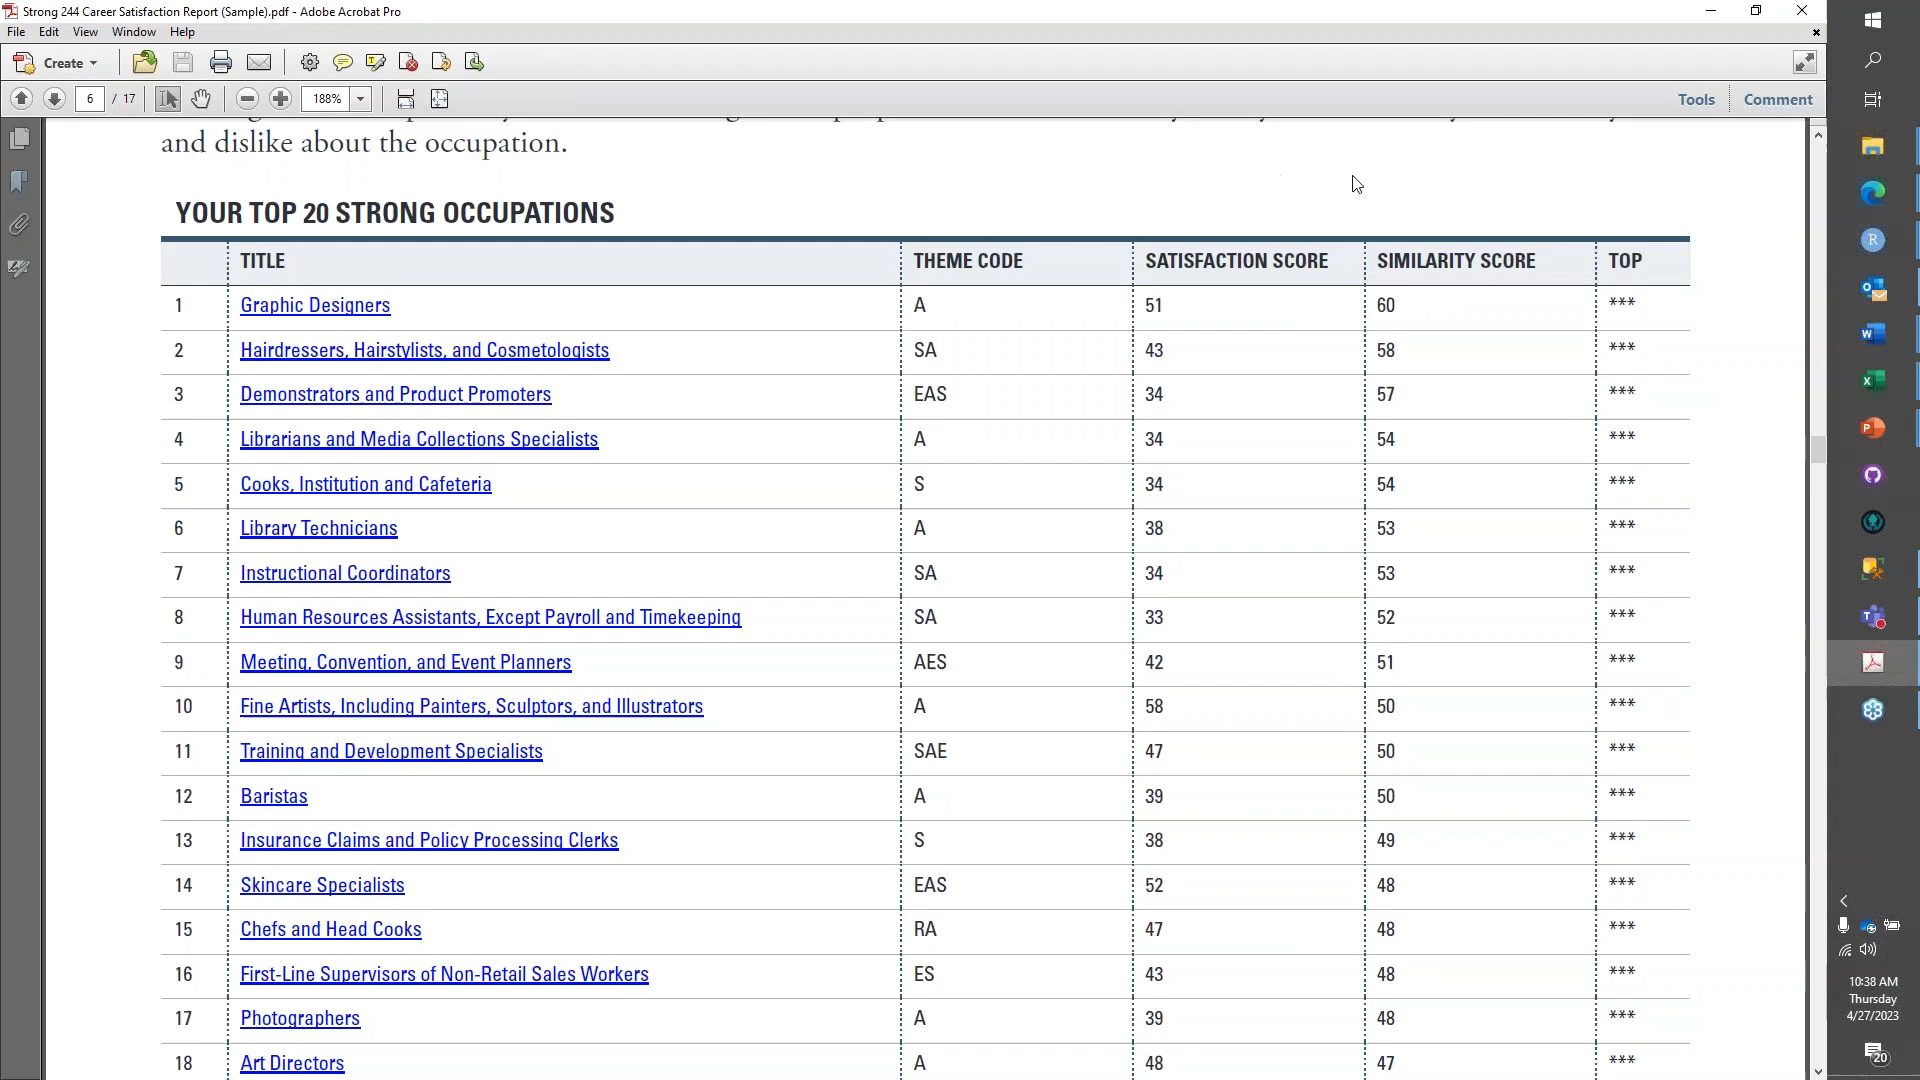 Strong 244 Career Satisfaction Report (Sample).pdf - Adobe Acrobat Pro
File Edit View Window Help
Create
6 / 17 188% Tools Comment
and dislike about the occupation.
YOUR TOP 20 STRONG OCCUPATIONS
TITLE THEME CODE SATISFACTION SCORE SIMILARITY SCORE TOP
1 Graphic Designers A 51 60 ***
2 Hairdressers, Hairstylists, and Cosmetologists SA 43 58 ***
3 Demonstrators and Product Promoters EAS 34 57 ***
4 Librarians and Media Collections Specialists A 34 54 ***
5 Cooks, Institution and Cafeteria S 34 54 ***
6 Library Technicians A 38 53 ***
7 Instructional Coordinators SA 34 53 ***
8 Human Resources Assistants, Except Payroll and Timekeeping SA 33 52 ***
9 Meeting, Convention, and Event Planners AES 42 51 ***
10 Fine Artists, Including Painters, Sculptors, and Illustrators A 58 50 ***
11 Training and Development Specialists SAE 47 50 ***
12 Baristas A 39 50 ***
13 Insurance Claims and Policy Processing Clerks S 38 49 ***
14 Skincare Specialists EAS 52 48 ***
15 Chefs and Head Cooks RA 47 48 ***
16 First-Line Supervisors of Non-Retail Sales Workers ES 43 48 ***
17 Photographers A 39 48 ***
18 Art Directors A 48 47 ***
10:38 AM
Thursday
4/27/2023
20